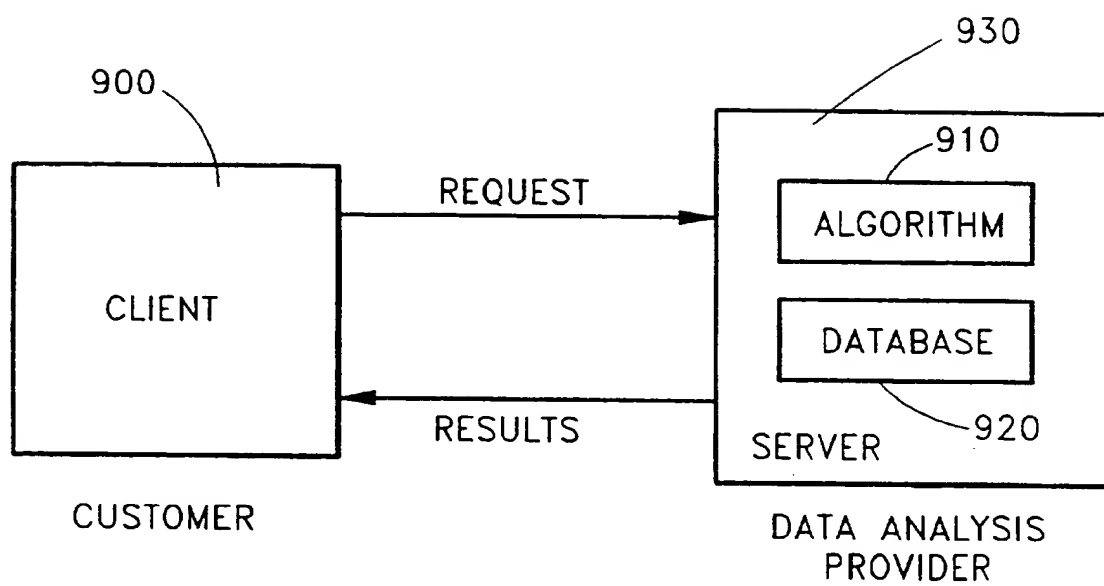 930
900
910
REQUEST
ALGORITHM
CLIENT
DATABASE
RESULTS
920
SERVER
CUSTOMER
DATA ANALYSIS
PROVIDER